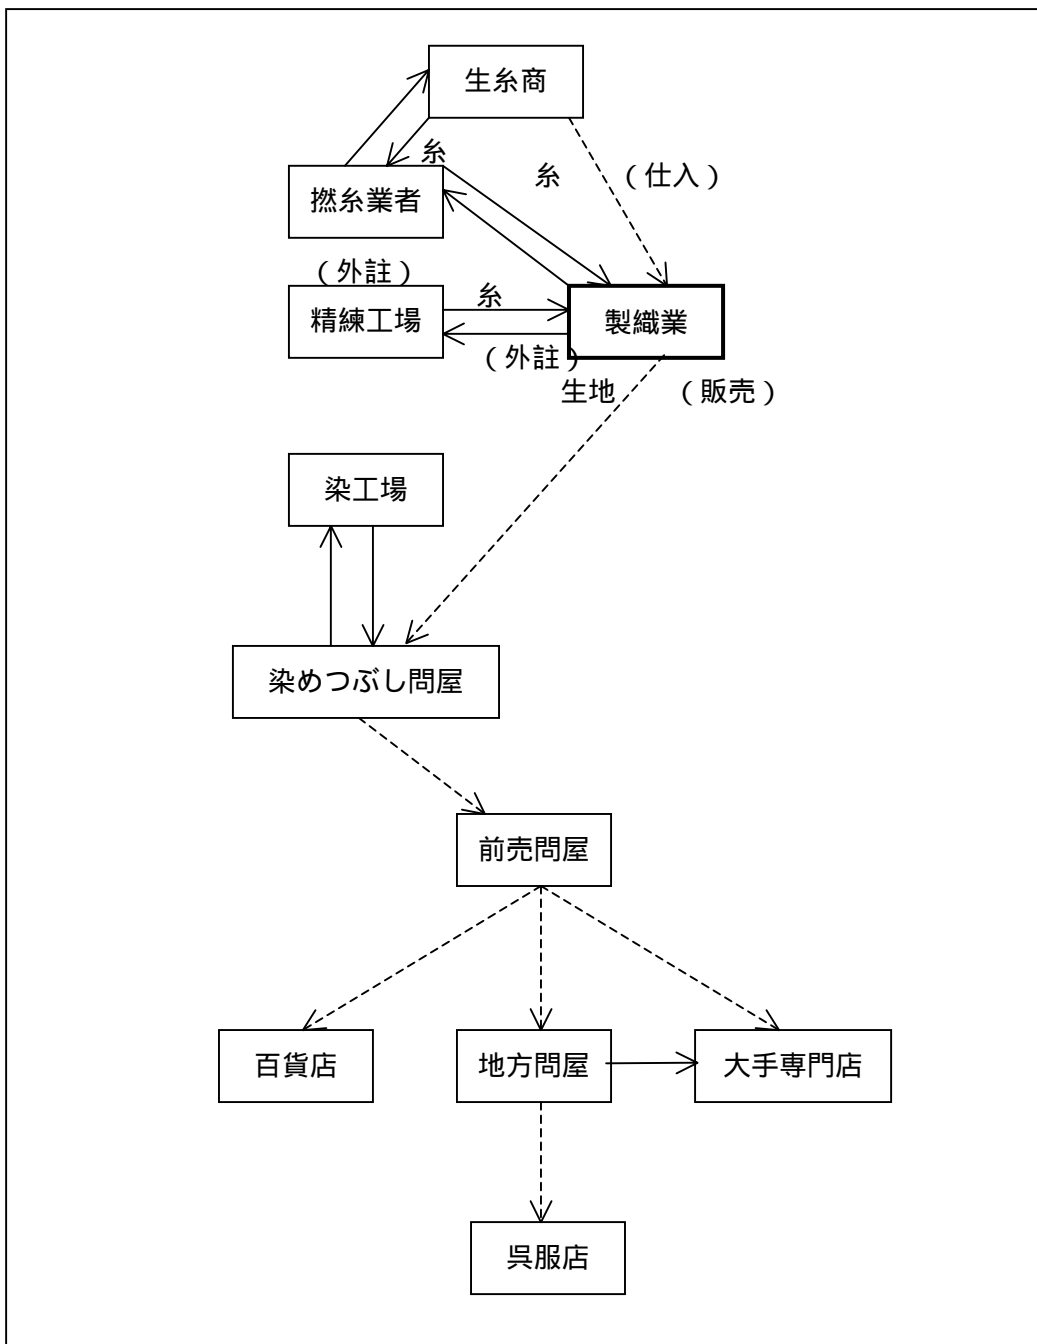 生糸商
糸
糸
（仕入）
撚糸業者
（外註）
糸
精練工場
製織業
（外註）
生地
（販売）
染工場
染めつぶし問屋
前売問屋
百貨店
地方問屋
大手専門店
呉服店